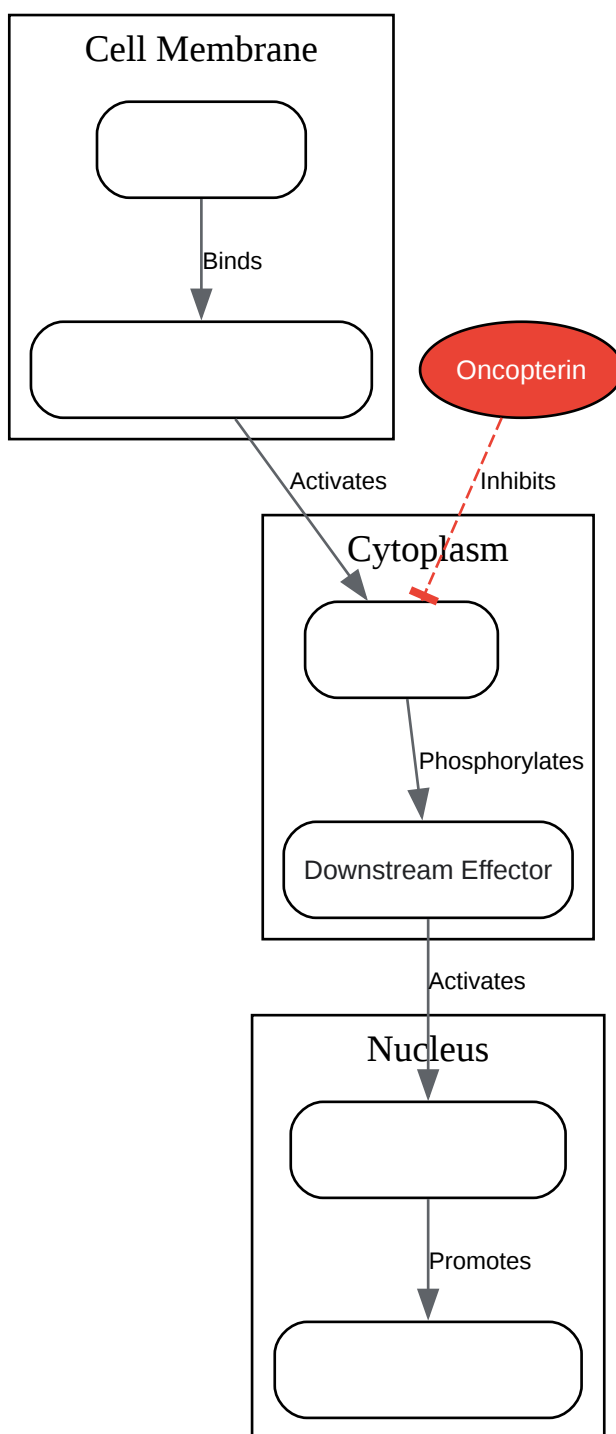 Cell Membrane
Binds
Oncopterin
Activates
Inhibits
Cytoplasm
Phosphorylates
Downstream Effector
Activates
Nucleus
Promotes